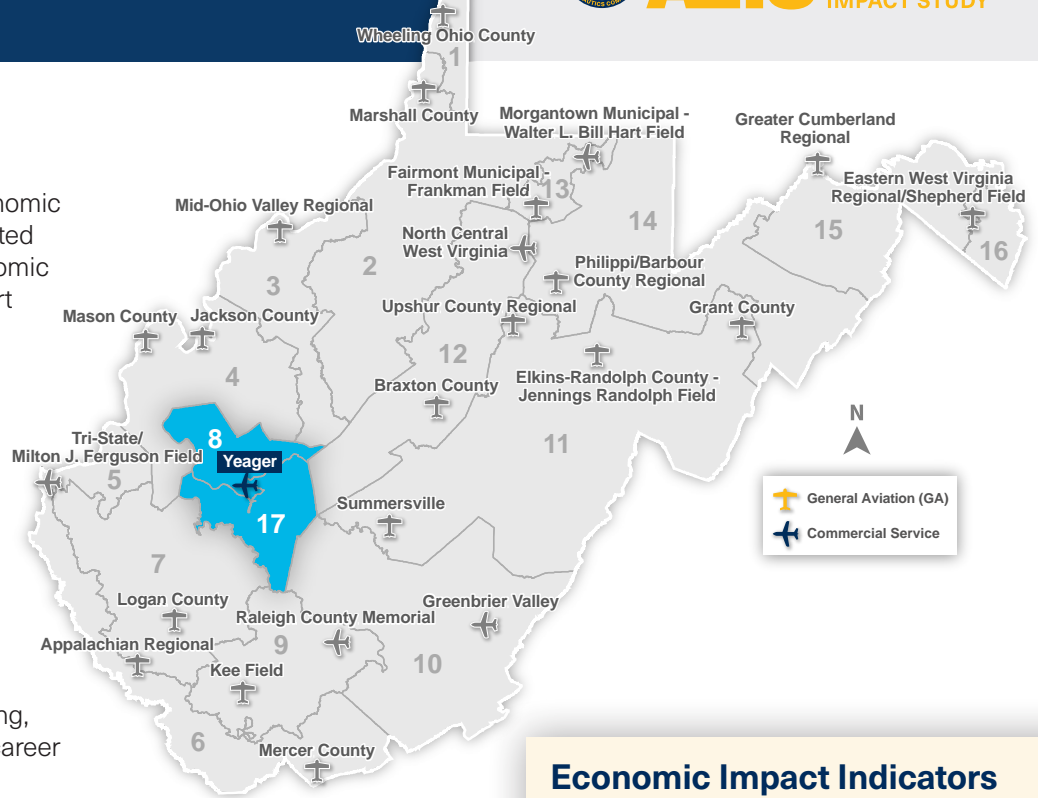 IMPACT STUDY
Wheeling Ohio County
1
Marshall County
Morgantown Municipal -
Walter L. Bill Hart Field
Greater Cumberland
Regional
Fairmont Municipal -
Frankman Field
13
Eastern West Virginia
Regional/Shepherd Field
nomic
ted
omic
rt
Mid-Ohio Valley Regional
14
15
16
North Central
West Virginia
2
Philippi/Barbour
County Regional
3
Upshur County Regional
Grant County
Mason County
Jackson County
12
4
Braxton County
Elkins-Randolph County -
Jennings Randolph Field
N
11
Tri-State/
Milton J. Ferguson Field
8
Yeager
5
General Aviation (GA)
Commercial Service
Summersville
17
7
Logan County
Raleigh County Memorial
Greenbrier Valley
Appalachian Regional
9
10
Kee Field
ng,
areer
6
Mercer County
Economic Impact Indicators